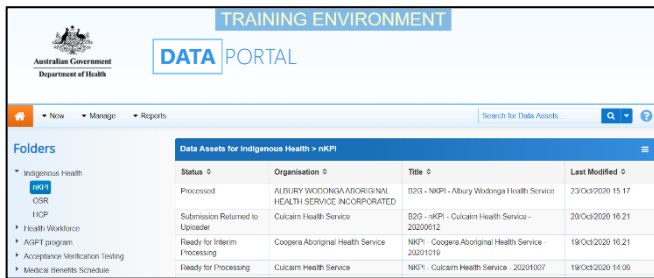 TRAINING ENVIRONMENT
Australian Government
Department of Health
DATA PORTAL
New Manage Reports
Search for Data Assets...
Folders
Indigenous Health
nKPI
OSR
HCP
Health Workforce
AGPT program
Acceptance Verification Testing
Medical Benefits Schedule
Data Assets for Indigenous Health > nKPI
Status Organisation Title Last Modified
Processed ALBURY WODONGA ABORIGINAL B2G - NKPI - Albury Wodonga Health Service 23/Oct/2020 15:17
HEALTH SERVICE INCORPORATED
Submission Returned to Culcairn Health Service B2G - nKPI - Culcairn Health Service - 20/Oct/2020 16:21
Uploader 20200612
Ready for Interim Coogera Aboriginal Health Service NKPI - Coogera Aboriginal Health Service - 19/Oct/2020 16:21
Processing 20201019
Ready for Processing Culcairn Health Service NKPI - Culcairn Health Service - 20201007 19/Oct/2020 14:06